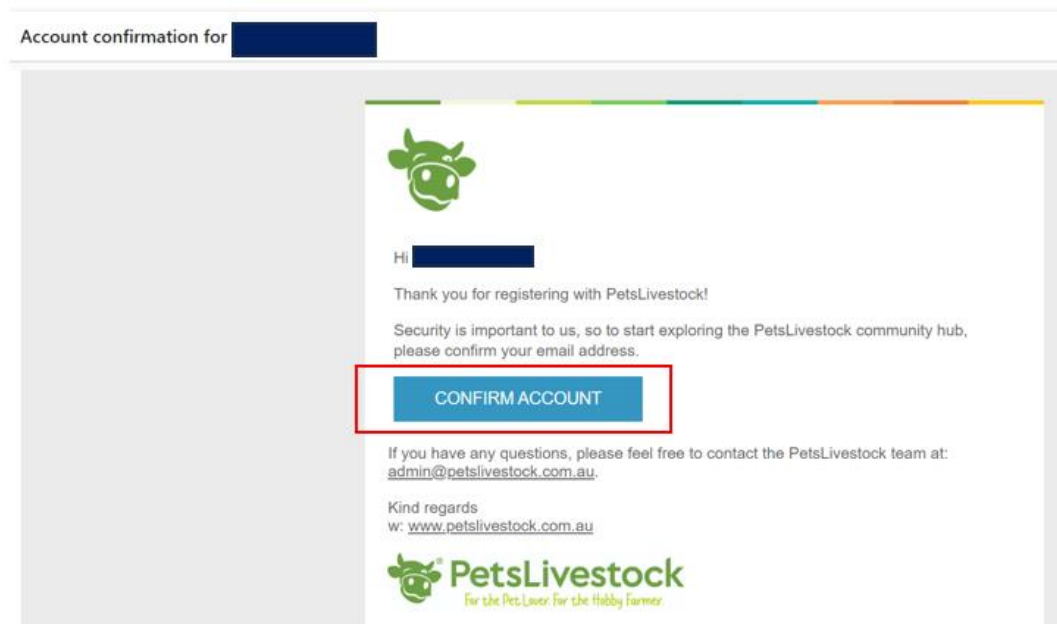 Account confirmation for
Hi
Thank you for registering with PetsLivestock!
Security is important to us, so to start exploring the PetsLivestock community hub,
please confirm your email address.
CONFIRM ACCOUNT
If you have any questions, please feel free to contact the PetsLivestock team at:
admin@petslivestock.com.au.
Kind regards
w: www.petslivestock.com.au
PetsLivestock
For the Pet Lover. For the Hobby Farmer.